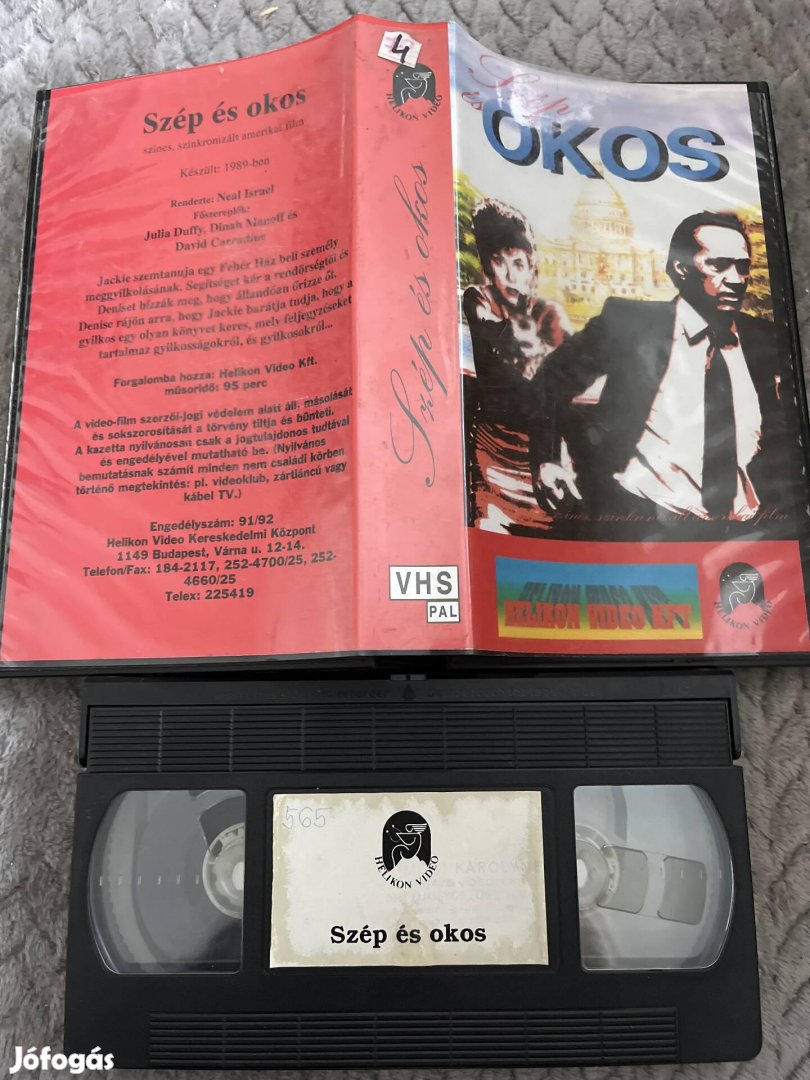 Szép és okos
színes, szinkronizált amerikai film
Készült: 1989-ben
Rendezte: Neal Israel
Főszereplők:
Julia Duffy, Dinah Manoff és
David Carradine
Jackie szemtanuja egy Fehér Ház beli személy
meggyilkolásának. Segítséget kér a rendőrségtől és
Deniset bízzák meg, hogy állandóan őrizze őt.
Denise rájön arra, hogy Jackie barátja tudja, hogy a
gyilkos egy olyan könyvet keres, mely feljegyzéseket
tartalmaz gyilkosságokról, és gyilkosokról...
Forgalomba hozza: Helikon Video Kft.
műsoridő: 95 perc
A video-film szerzői-jogi védelem alatt áll, másolását
és sokszorosítását a törvény tiltja és bünteti.
A kazetta nyilvánosan csak a jogtulajdonos tudtával
és engedélyével mutatható be. (Nyilvános
bemutatásnak számít minden nem családi körben
történő megtekintés: pl. videoklub, zártláncú vagy
kábel TV.)
Engedélyszám: 91/92
Helikon Video Kereskedelmi Központ
1149 Budapest, Várna u. 12-14.
Telefon/Fax: 184-2117, 252-4700/25, 252-
4660/25
Telex: 225419
4
HELIKON VIDEO
Szép és okos
VHS
PAL
Szép
és OKOS
HELIKON VIDEO KFT
HELIKON VIDEO
565
HELIKON VIDEO
KÁROLY
Szép és okos
Jófogás